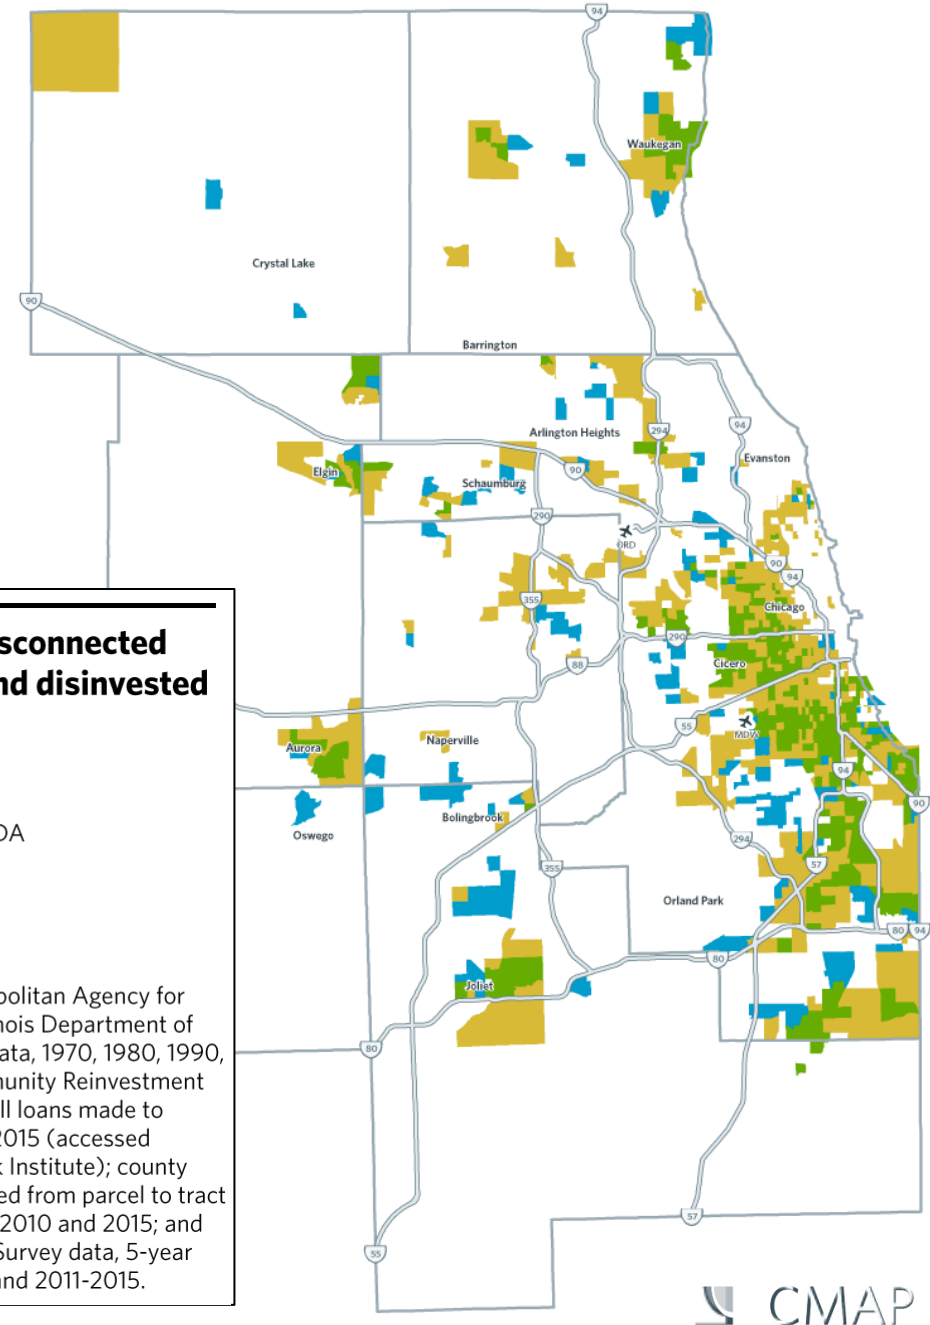 94
Waukegan
Crystal Lake
90
Barrington
Arlington Heights
294
94
Evanston
Elgin
90
Schaumburg
290
ORD
90
94
355
Chicago
290
88
Cicero
55
MDW
Aurora
Naperville
94
90
Bolingbrook
Oswego
294
355
57
Orland Park
80
94
80
Joliet
80
57
55
sconnected
nd disinvested
DA
politan Agency for
nois Department of
ata, 1970, 1980, 1990,
munity Reinvestment
ll loans made to
2015 (accessed
k Institute); county
ed from parcel to tract
2010 and 2015; and
Survey data, 5-year
and 2011-2015.
CMAP